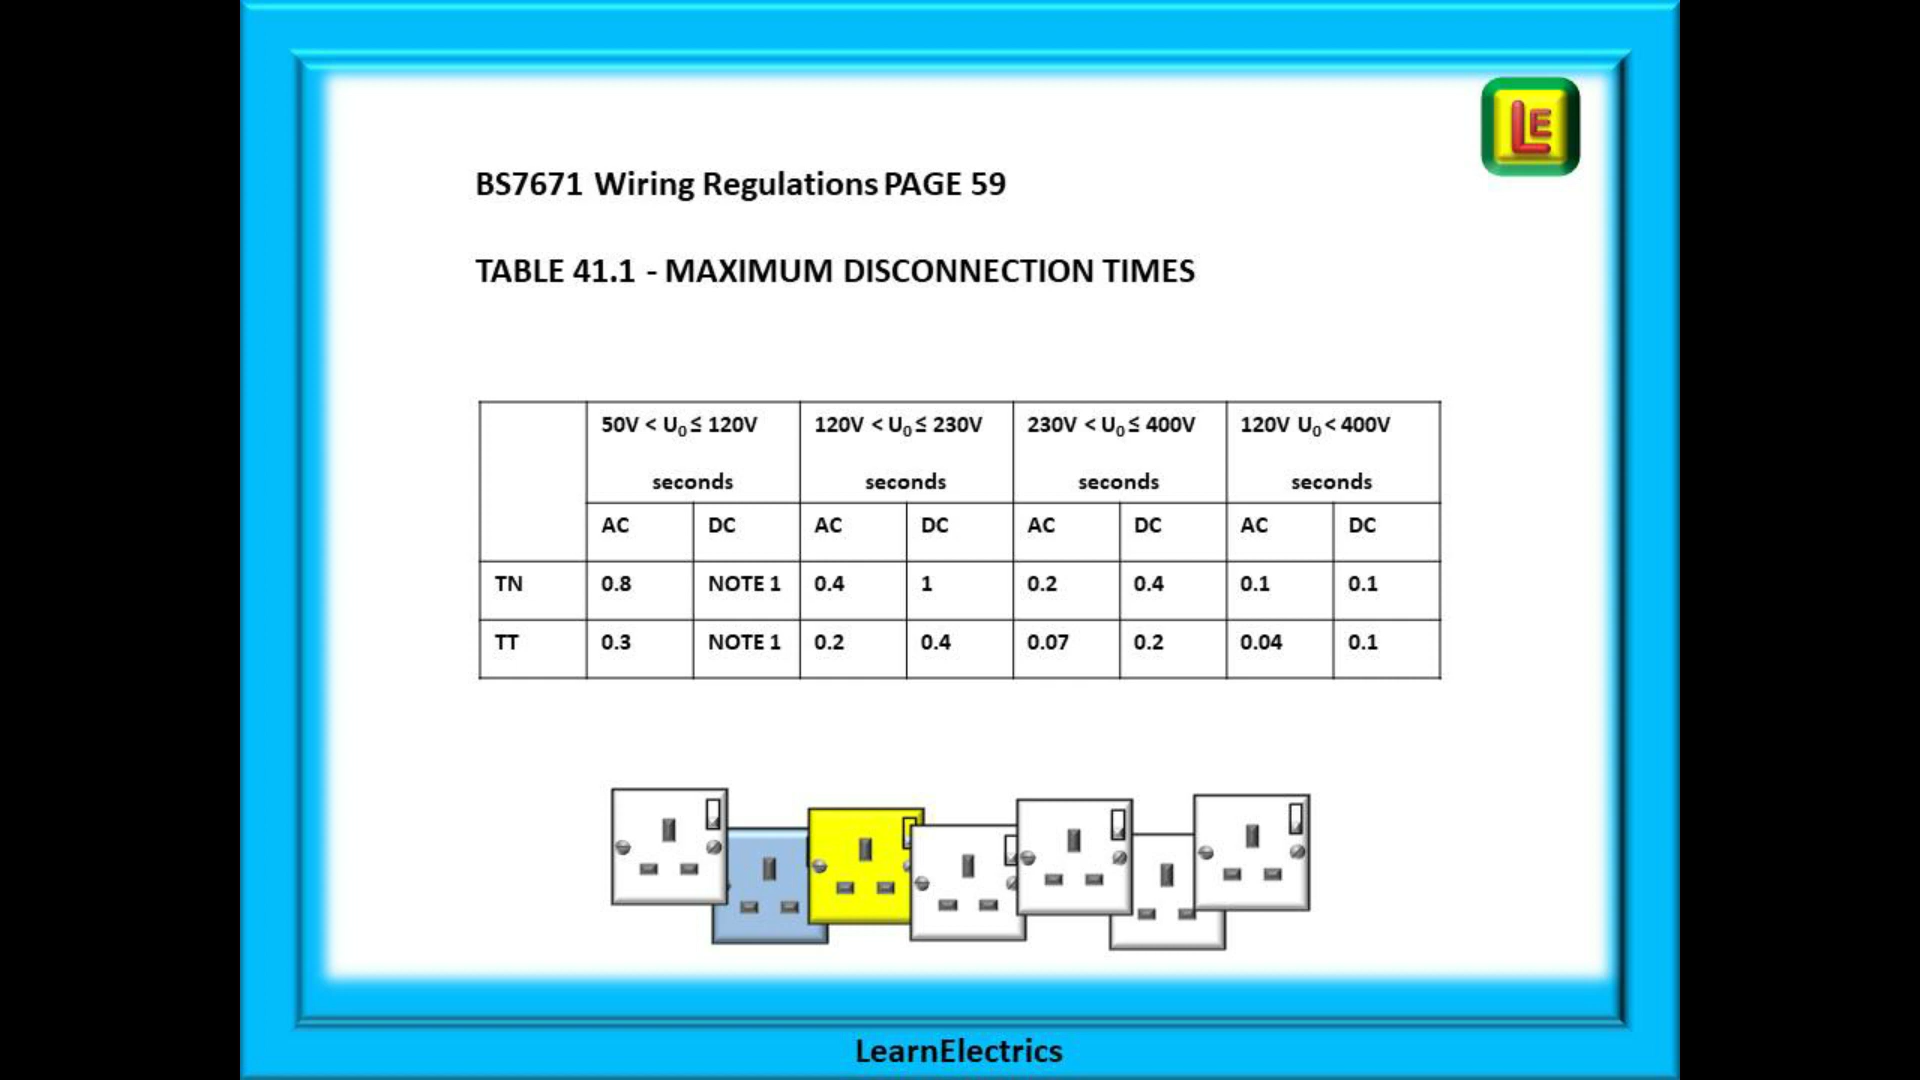 LE
BS7671 Wiring Regulations PAGE 59
TABLE 41.1 - MAXIMUM DISCONNECTION TIMES
50V < U0 ≤ 120V 120V < U0 ≤ 230V 230V < U0 ≤ 400V 120V U0 < 400V
seconds seconds seconds seconds
AC DC AC DC AC DC AC DC
TN 0.8 NOTE 1 0.4 1 0.2 0.4 0.1 0.1
TT 0.3 NOTE 1 0.2 0.4 0.07 0.2 0.04 0.1
LearnElectrics